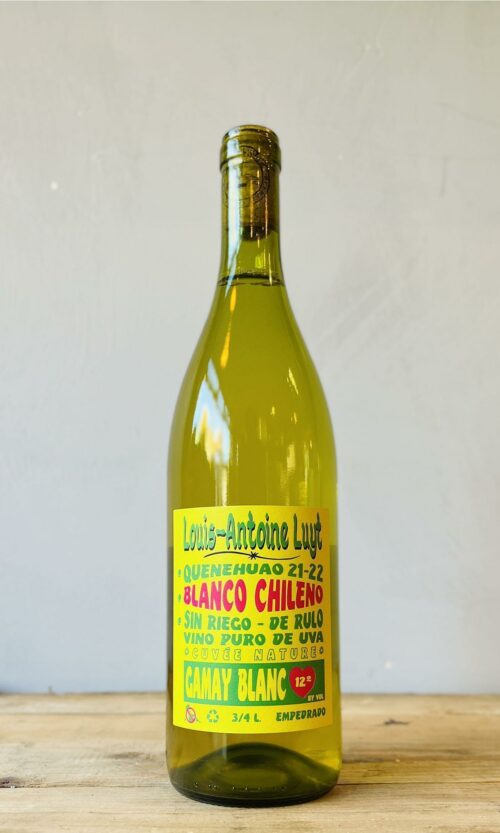 Louis-Antoine Luyt
• QUENEHUAO 21-22
• BLANCO CHILENO
• SIN RIEGO - DE RULO
VINO PURO DE UVA
*CUVÉE NATURE*
GAMAY BLANC 12º
BY VOL
3/4 L. EMPEDRADO